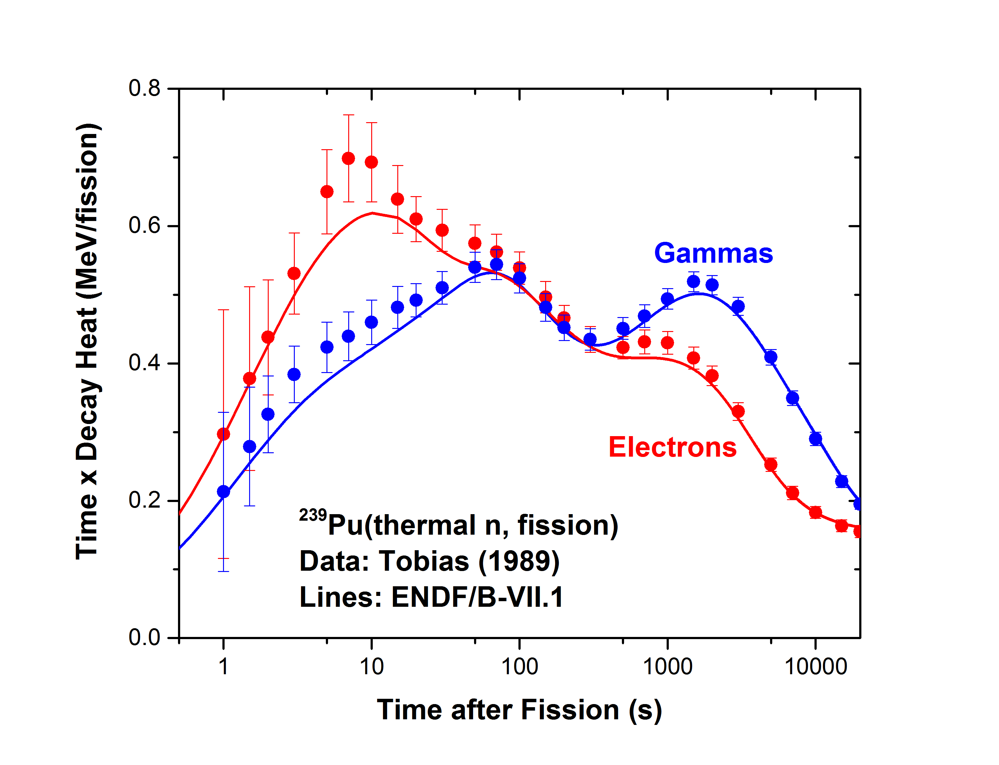 Time x Decay Heat (MeV/fission)
0.8
0.6
0.4
0.2
0.0
Gammas
Electrons
²³⁹Pu(thermal n, fission)
Data: Tobias (1989)
Lines: ENDF/B-VII.1
1 10 100 1000 10000
Time after Fission (s)